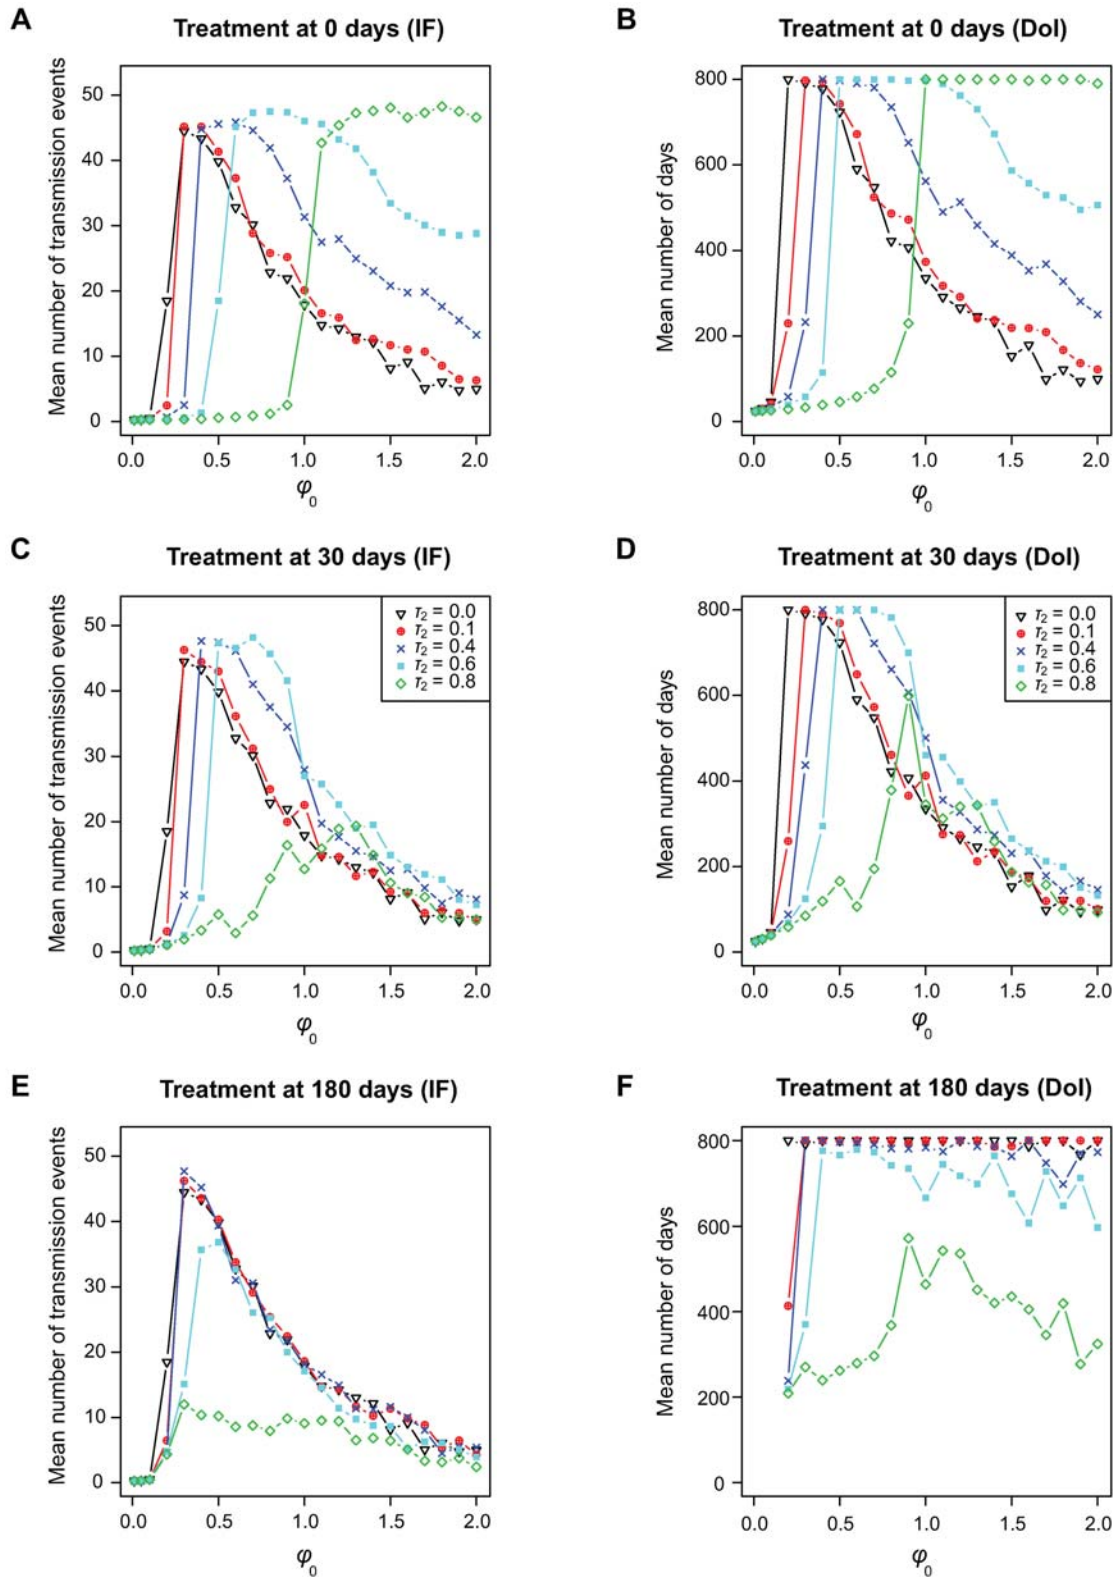 A
Treatment at 0 days (IF)
Mean number of transmission events
50
40
30
20
10
0
0.0 0.5 1.0 1.5 2.0
φ0
B
Treatment at 0 days (DoI)
Mean number of days
800
600
400
200
0
0.0 0.5 1.0 1.5 2.0
φ0
C
Treatment at 30 days (IF)
Mean number of transmission events
50
40
30
20
10
0
τ2 = 0.0
τ2 = 0.1
τ2 = 0.4
τ2 = 0.6
τ2 = 0.8
0.0 0.5 1.0 1.5 2.0
φ0
D
Treatment at 30 days (DoI)
Mean number of days
800
600
400
200
0
τ2 = 0.0
τ2 = 0.1
τ2 = 0.4
τ2 = 0.6
τ2 = 0.8
0.0 0.5 1.0 1.5 2.0
φ0
E
Treatment at 180 days (IF)
Mean number of transmission events
50
40
30
20
10
0
0.0 0.5 1.0 1.5 2.0
φ0
F
Treatment at 180 days (DoI)
Mean number of days
800
600
400
200
0
0.0 0.5 1.0 1.5 2.0
φ0